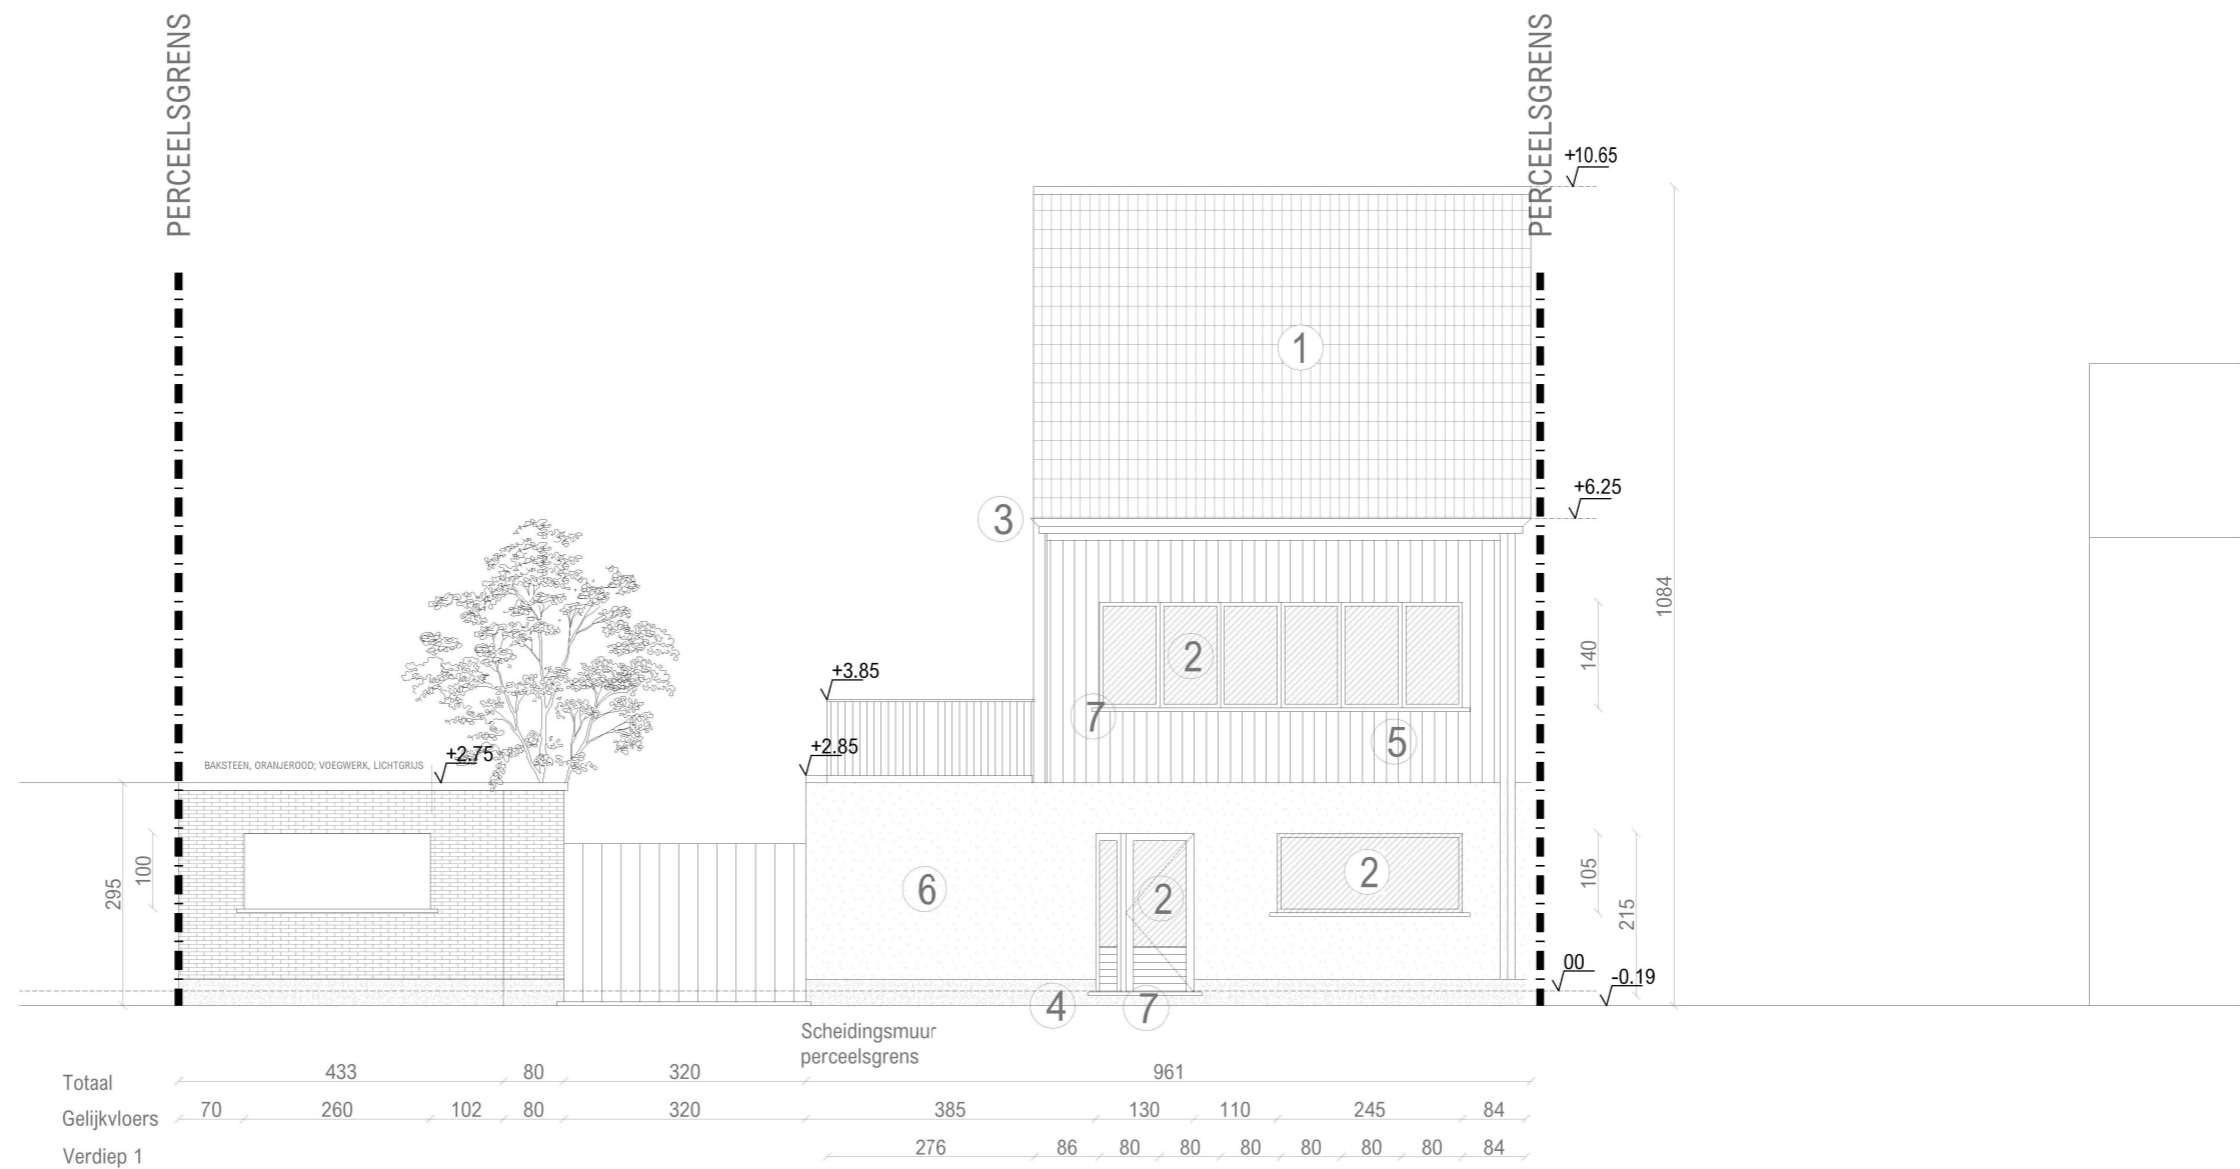 PERCEELSGRENS
PERCEELSGRENS
+10.65
1
+6.25
3
1084
140
2
+3.85
7
5
+2.85
+2.75
BAKSTEEN, ORANJEROOD; VOEGWERK, LICHTGRIJS
295
100
6
2
2
105
215
00
-0.19
4
7
Scheidingsmuur
perceelsgrens
Totaal 433 80 320 961
Gelijkvloers 70 260 102 80 320 385 130 110 245 84
Verdiep 1 276 86 80 80 80 80 80 80 84